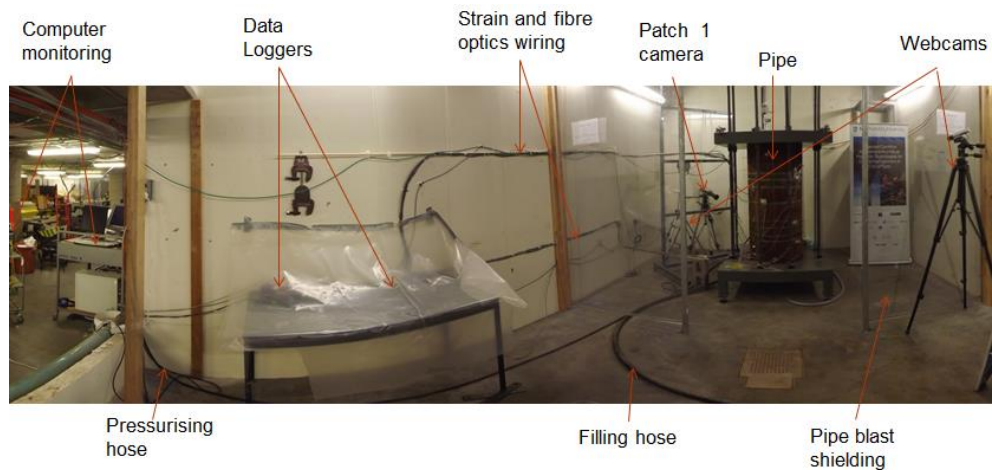 Computer
monitoring
Data
Loggers
Strain and fibre
optics wiring
Patch 1
camera
Pipe
Webcams
Pressurising
hose
Filling hose
Pipe blast
shielding